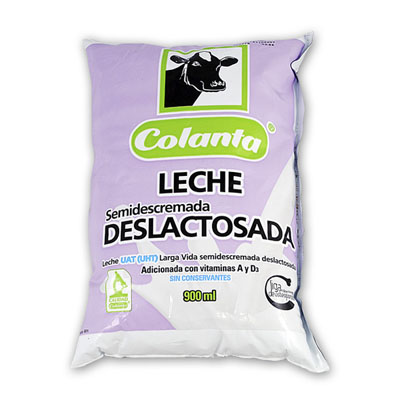 Colanta®
LECHE
Semidescremada
DESLACTOSADA
Leche UAT (UHT) Larga Vida semidescremada deslactosada
Adicionada con vitaminas A y D₃
SIN CONSERVANTES
900 ml